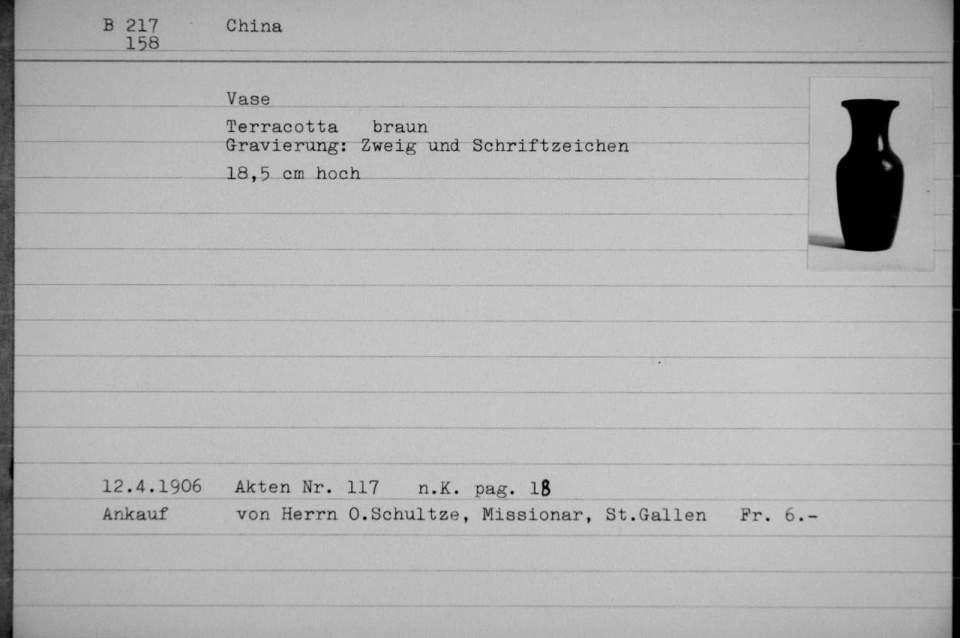 B 217 China
158
Vase
Terracotta braun
Gravierung: Zweig und Schriftzeichen
18,5 cm hoch
12.4.1906 Akten Nr. 117 n.K. pag. 18
Ankauf von Herrn O.Schultze, Missionar, St.Gallen Fr. 6.-